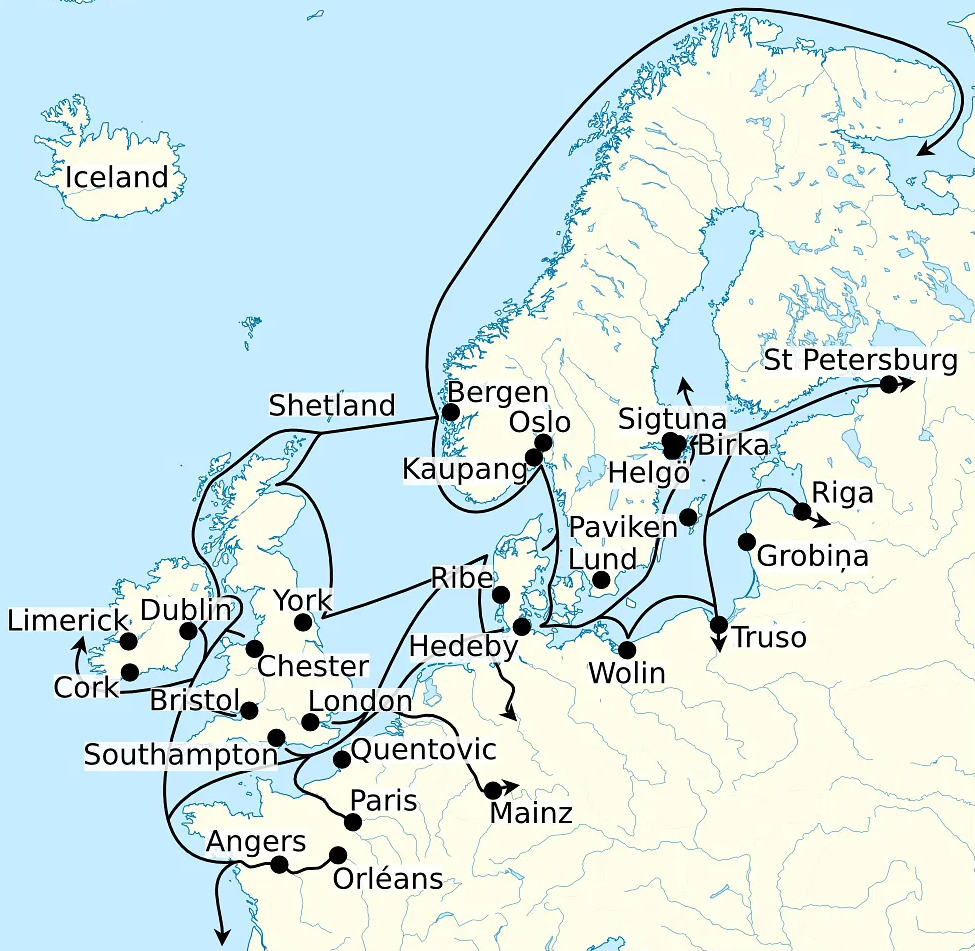 Iceland
St Petersburg
Shetland
Bergen
Oslo
Sigtuna
Birka
Kaupang
Helgö
Riga
Paviken
Grobiņa
Lund
Ribe
York
Dublin
Limerick
Truso
Hedeby
Chester
Wolin
Cork
Bristol
London
Southampton
Quentovic
Paris
Mainz
Angers
Orléans